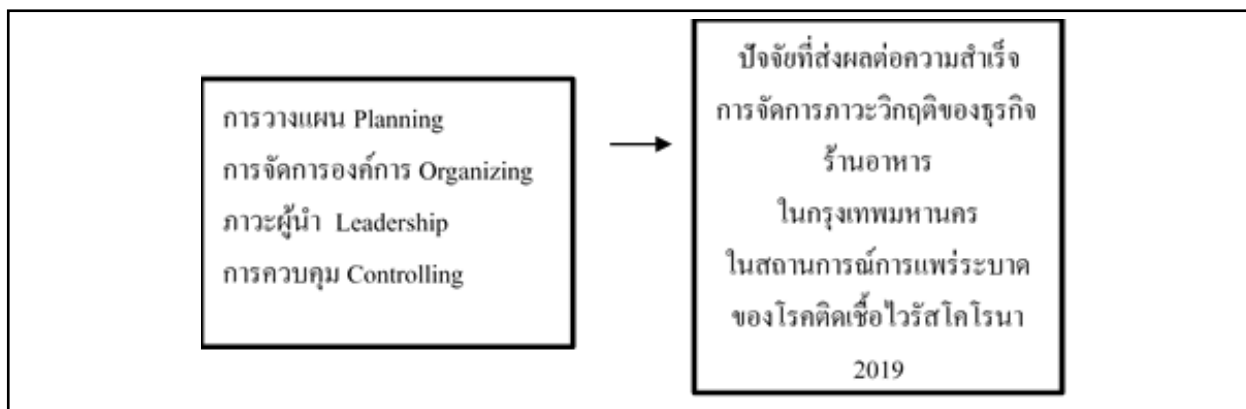 การวางแผน Planning
การจัดการองค์การ Organizing
ภาวะผู้นำ Leadership
การควบคุม Controlling
ปัจจัยที่ส่งผลต่อความสำเร็จ
การจัดการภาวะวิกฤติของธุรกิจ
ร้านอาหาร
ในกรุงเทพมหานคร
ในสถานการณ์การแพร่ระบาด
ของโรคติดเชื้อไวรัสโคโรนา
2019